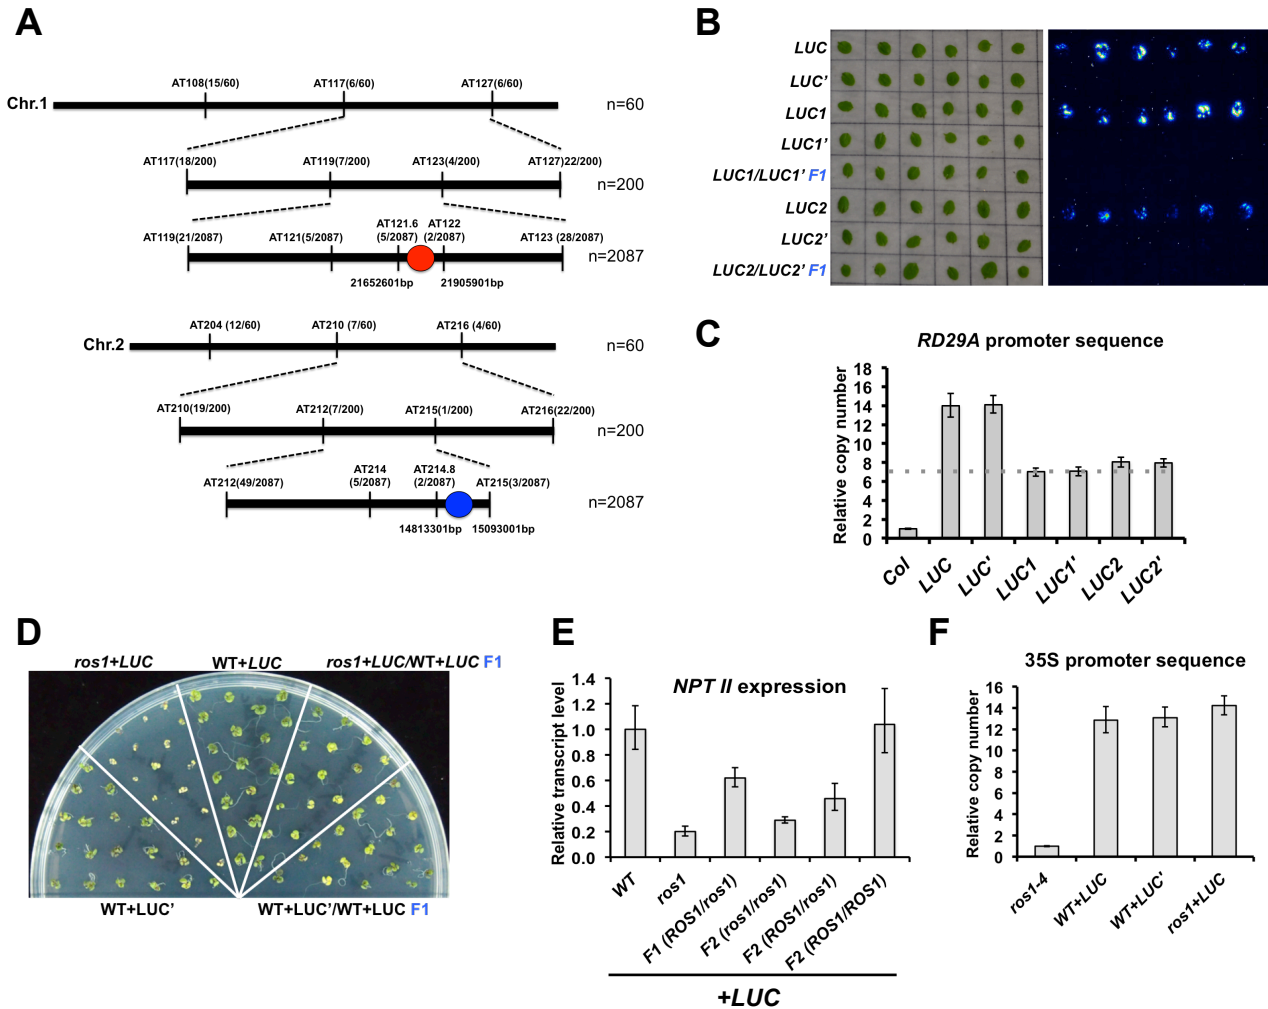 A
AT108(15/60) AT117(6/60) AT127(6/60)
Chr.1 n=60
AT117(18/200) AT119(7/200) AT123(4/200) AT127)22/200)
n=200
AT121.6 AT122
AT119(21/2087) AT121(5/2087) (5/2087) (2/2087) AT123 (28/2087)
n=2087
21652601bp 21905901bp
AT204 (12/60) AT210 (7/60) AT216 (4/60)
Chr.2 n=60
AT210(19/200) AT212(7/200) AT215(1/200) AT216(22/200)
n=200
AT214 AT214.8
AT212(49/2087) (5/2087) (2/2087) AT215(3/2087)
n=2087
14813301bp 15093001bp
B
LUC
LUC’
LUC1
LUC1’
LUC1/LUC1’ F1
LUC2
LUC2’
LUC2/LUC2’ F1
C
RD29A promoter sequence
Relative copy number
18
16
14
12
10
8
6
4
2
0
Col LUC LUC' LUC1 LUC1' LUC2 LUC2'
D
ros1+LUC WT+LUC ros1+LUC/WT+LUC F1
WT+LUC’ WT+LUC’/WT+LUC F1
E
NPT II expression
Relative transcript level
1.4
1.2
1.0
0.8
0.6
0.4
0.2
0.0
WT ros1 F1 (ROS1/ros1) F2 (ros1/ros1) F2 (ROS1/ros1) F2 (ROS1/ROS1)
+LUC
F
35S promoter sequence
Relative copy number
16
14
12
10
8
6
4
2
0
ros1-4 WT+LUC WT+LUC' ros1+LUC